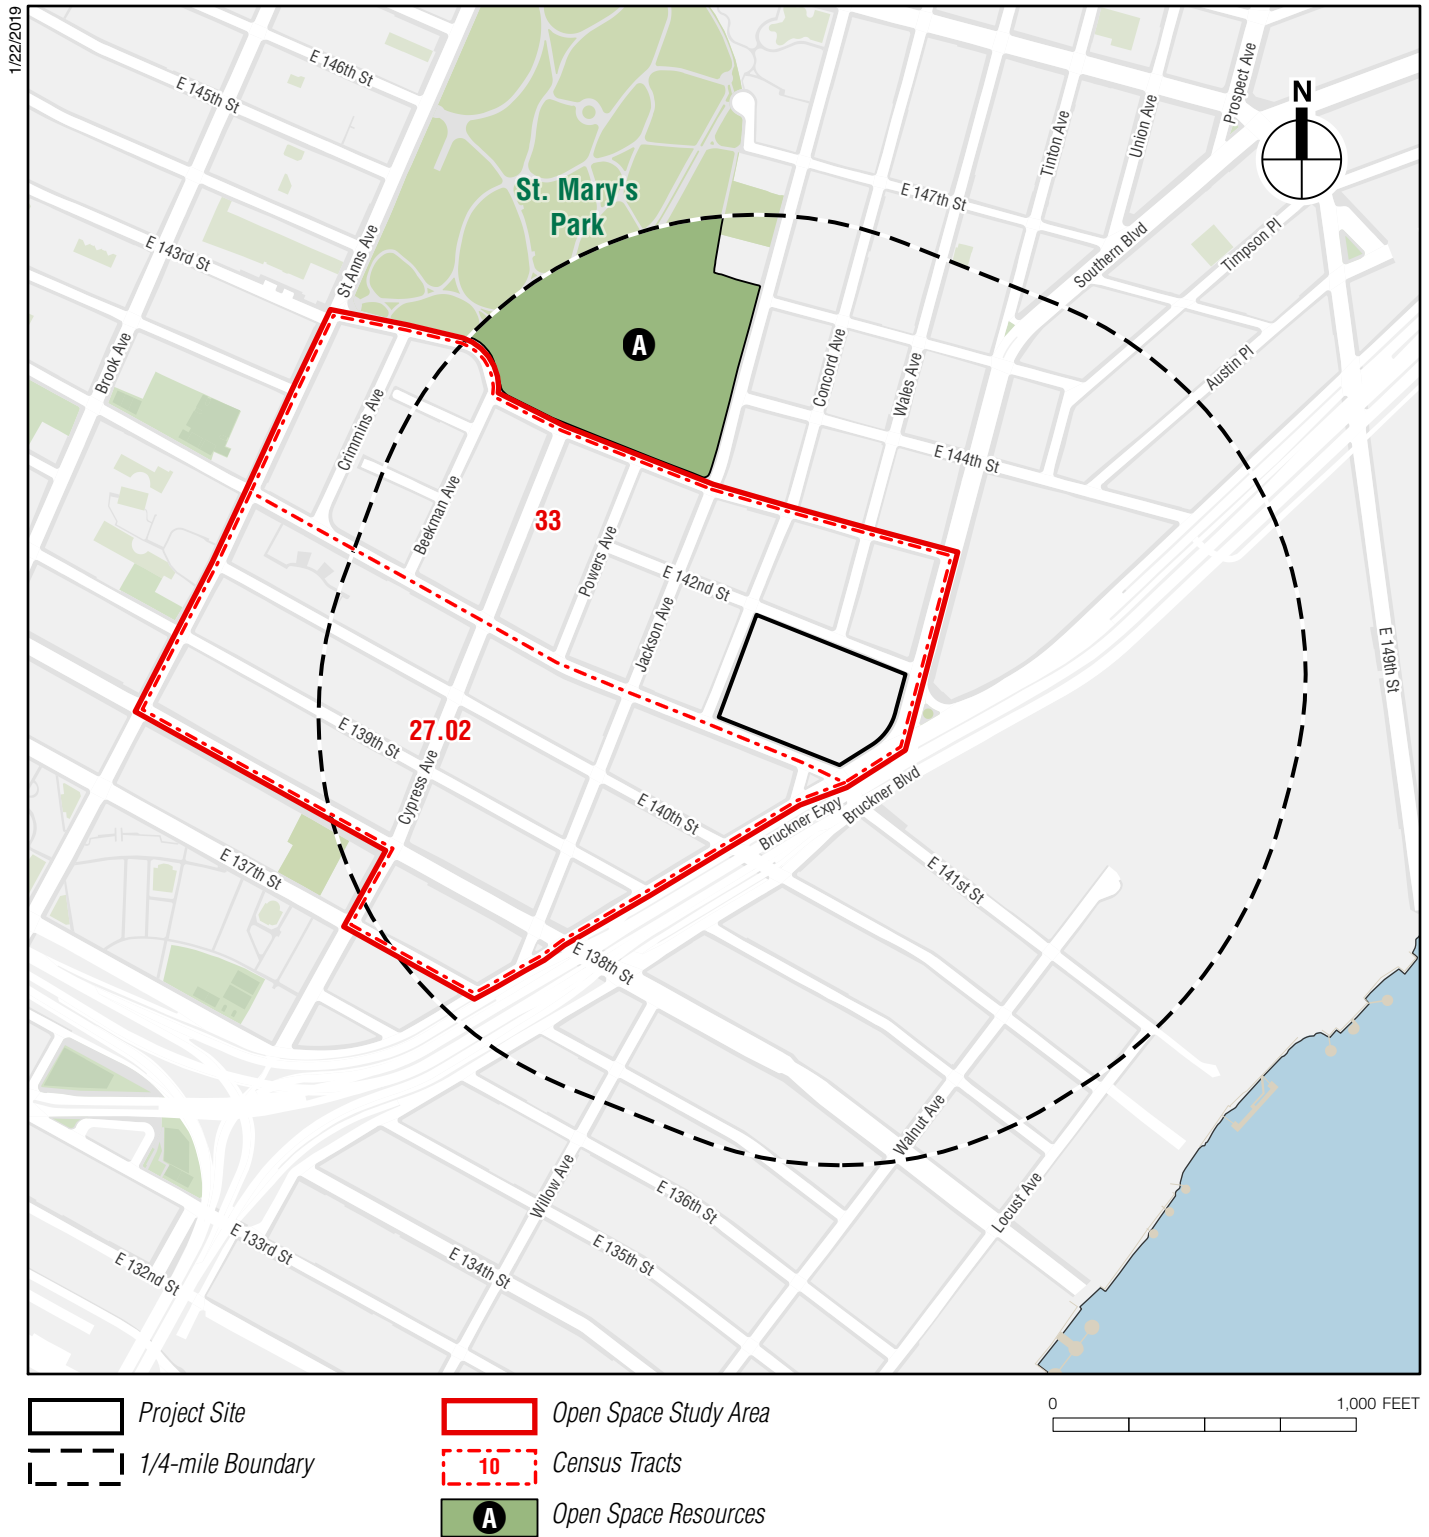 1/22/2019
E 146th St
E 145th St
Prospect Ave
Union Ave
Tinton Ave
N
St. Mary's
Park
E 147th St
E 143rd St
St Anns Ave
Southern Blvd
Timpson Pl
A
Brook Ave
Concord Ave
Wales Ave
Austin Pl
Crimmins Ave
E 144th St
Beekman Ave
33
Powers Ave
E 142nd St
Jackson Ave
E 149th St
27.02
E 139th St
Cypress Ave
E 140th St
Bruckner Expy
Bruckner Blvd
E 137th St
E 141st St
E 138th St
Walnut Ave
Willow Ave
E 136th St
Locust Ave
E 133rd St
E 135th St
E 134th St
E 132nd St
Project Site
Open Space Study Area
0
1,000 FEET
1/4-mile Boundary
10
Census Tracts
A
Open Space Resources